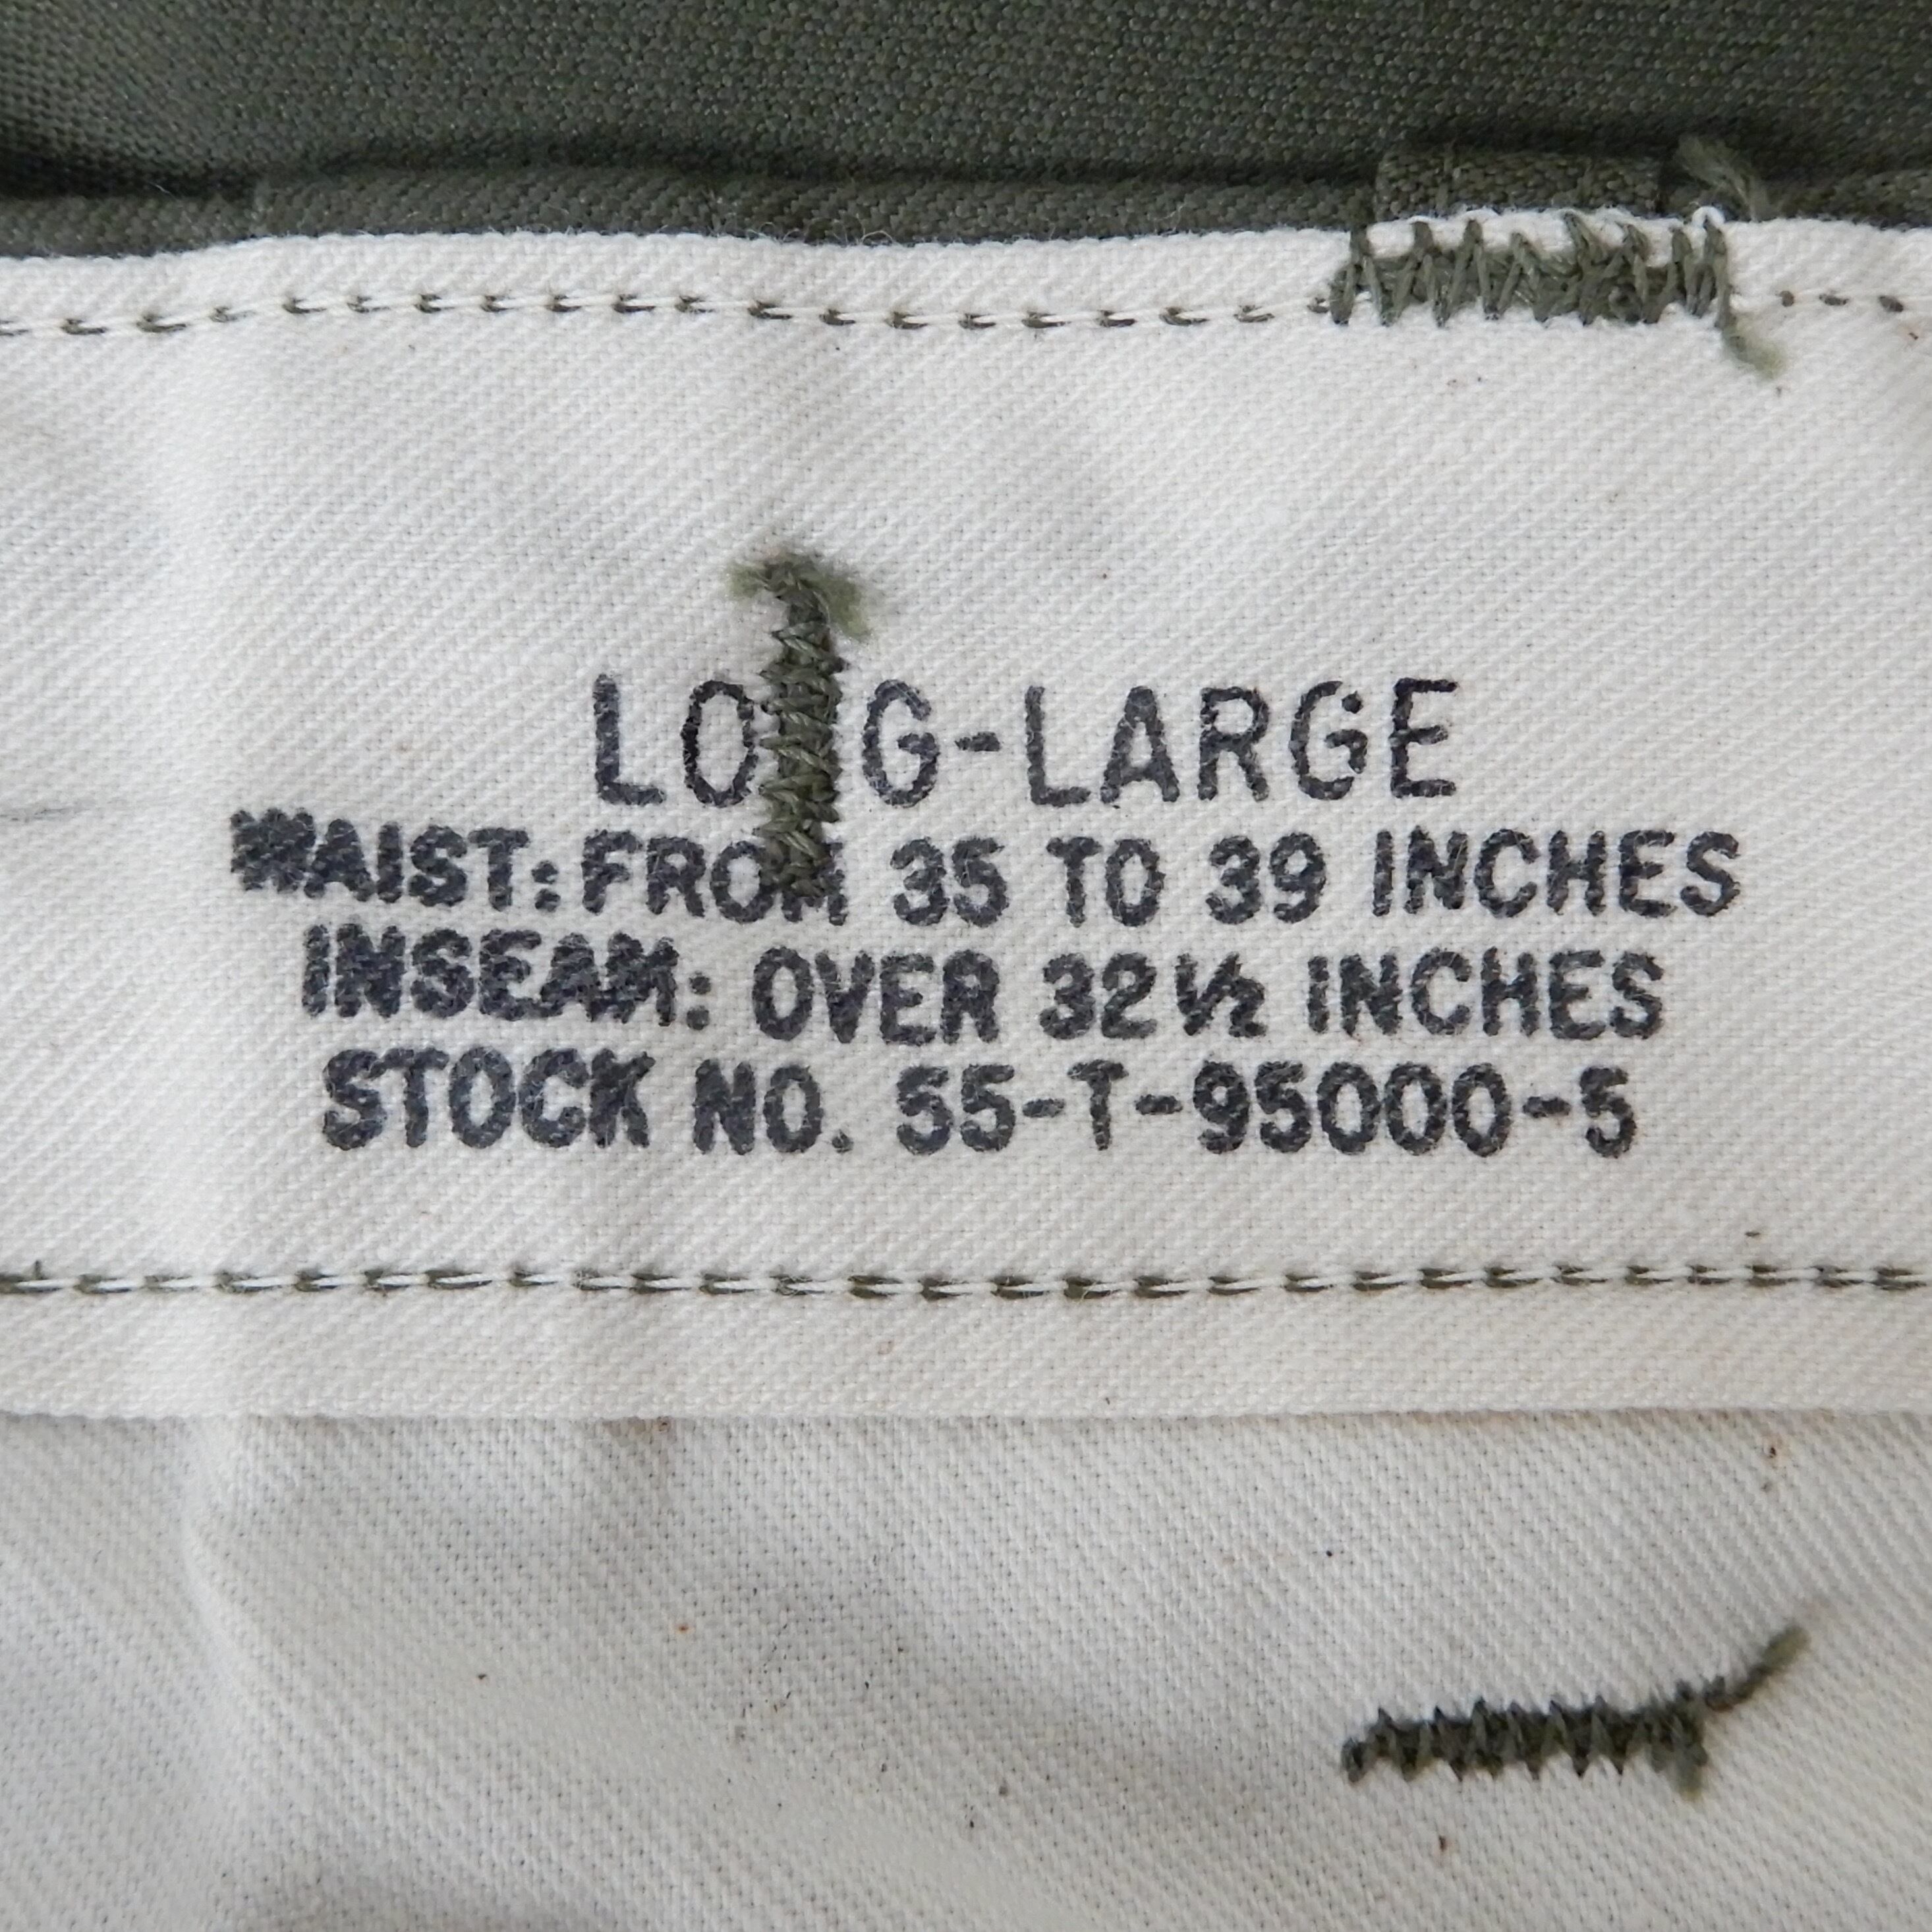 LONG-LARGE
WAIST: FROM 35 TO 39 INCHES
INSEAM: OVER 32½ INCHES
STOCK NO. 55-T-95000-5